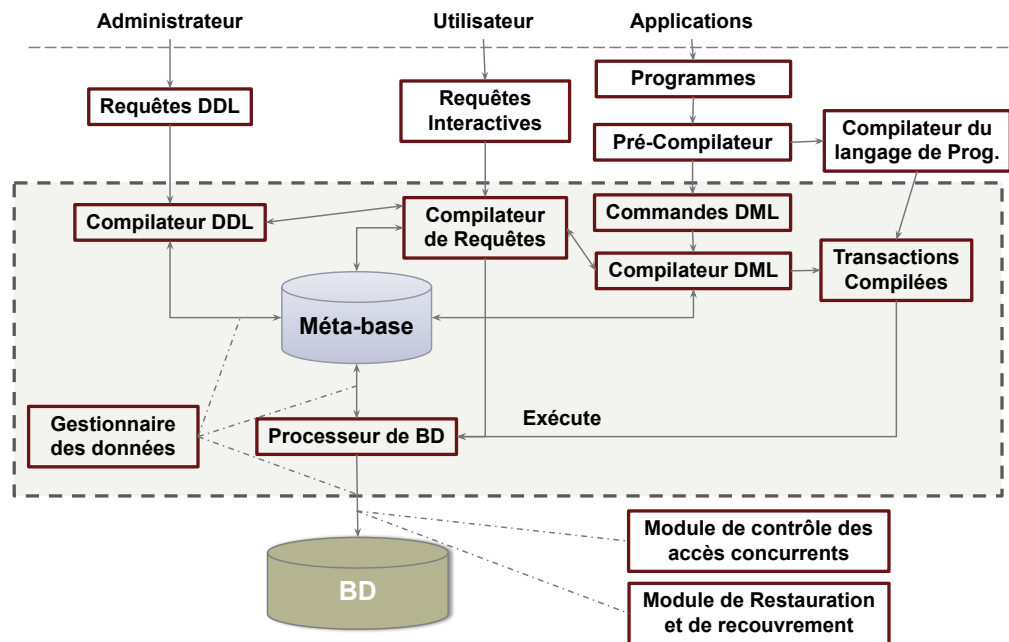 Administrateur
Utilisateur
Applications
Requêtes DDL
Requêtes
Interactives
Programmes
Pré-Compilateur
Compilateur du
langage de Prog.
Compilateur DDL
Compilateur
de Requêtes
Commandes DML
Compilateur DML
Transactions
Compilées
Méta-base
Gestionnaire
des données
Processeur de BD
Exécute
BD
Module de contrôle des
accès concurrents
Module de Restauration
et de recouvrement